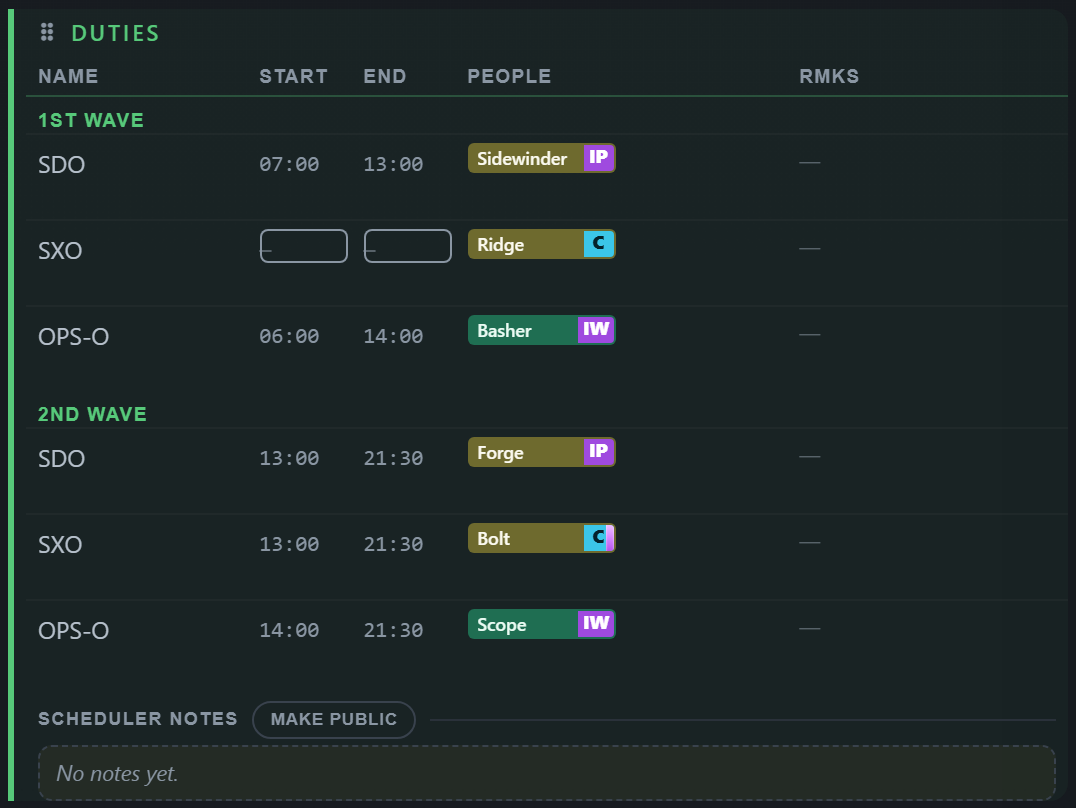 DUTIES
NAME START END PEOPLE RMKS
1ST WAVE
SDO 07:00 13:00 Sidewinder IP —
SXO — — Ridge C —
OPS-O 06:00 14:00 Basher IW —
2ND WAVE
SDO 13:00 21:30 Forge IP —
SXO 13:00 21:30 Bolt C —
OPS-O 14:00 21:30 Scope IW —
SCHEDULER NOTES MAKE PUBLIC
No notes yet.